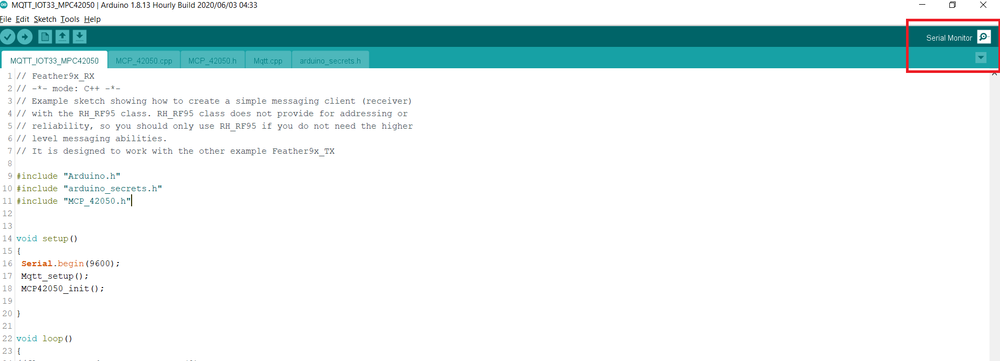 MQTT_IOT33_MPC42050 | Arduino 1.8.13 Hourly Build 2020/06/03 04:33
File Edit Sketch Tools Help
Serial Monitor
MQTT_IOT33_MPC42050 MCP_42050.cpp MCP_42050.h Mqtt.cpp arduino_secrets.h
1 // Feather9x_RX
2 // -*- mode: C++ -*-
3 // Example sketch showing how to create a simple messaging client (receiver)
4 // with the RH_RF95 class. RH_RF95 class does not provide for addressing or
5 // reliability, so you should only use RH_RF95 if you do not need the higher
6 // level messaging abilities.
7 // It is designed to work with the other example Feather9x_TX
8
9 #include "Arduino.h"
10 #include "arduino_secrets.h"
11 #include "MCP_42050.h"
12
13
14 void setup()
15 {
16 Serial.begin(9600);
17 Mqtt_setup();
18 MCP42050_init();
19
20 }
21
22 void loop()
23 {